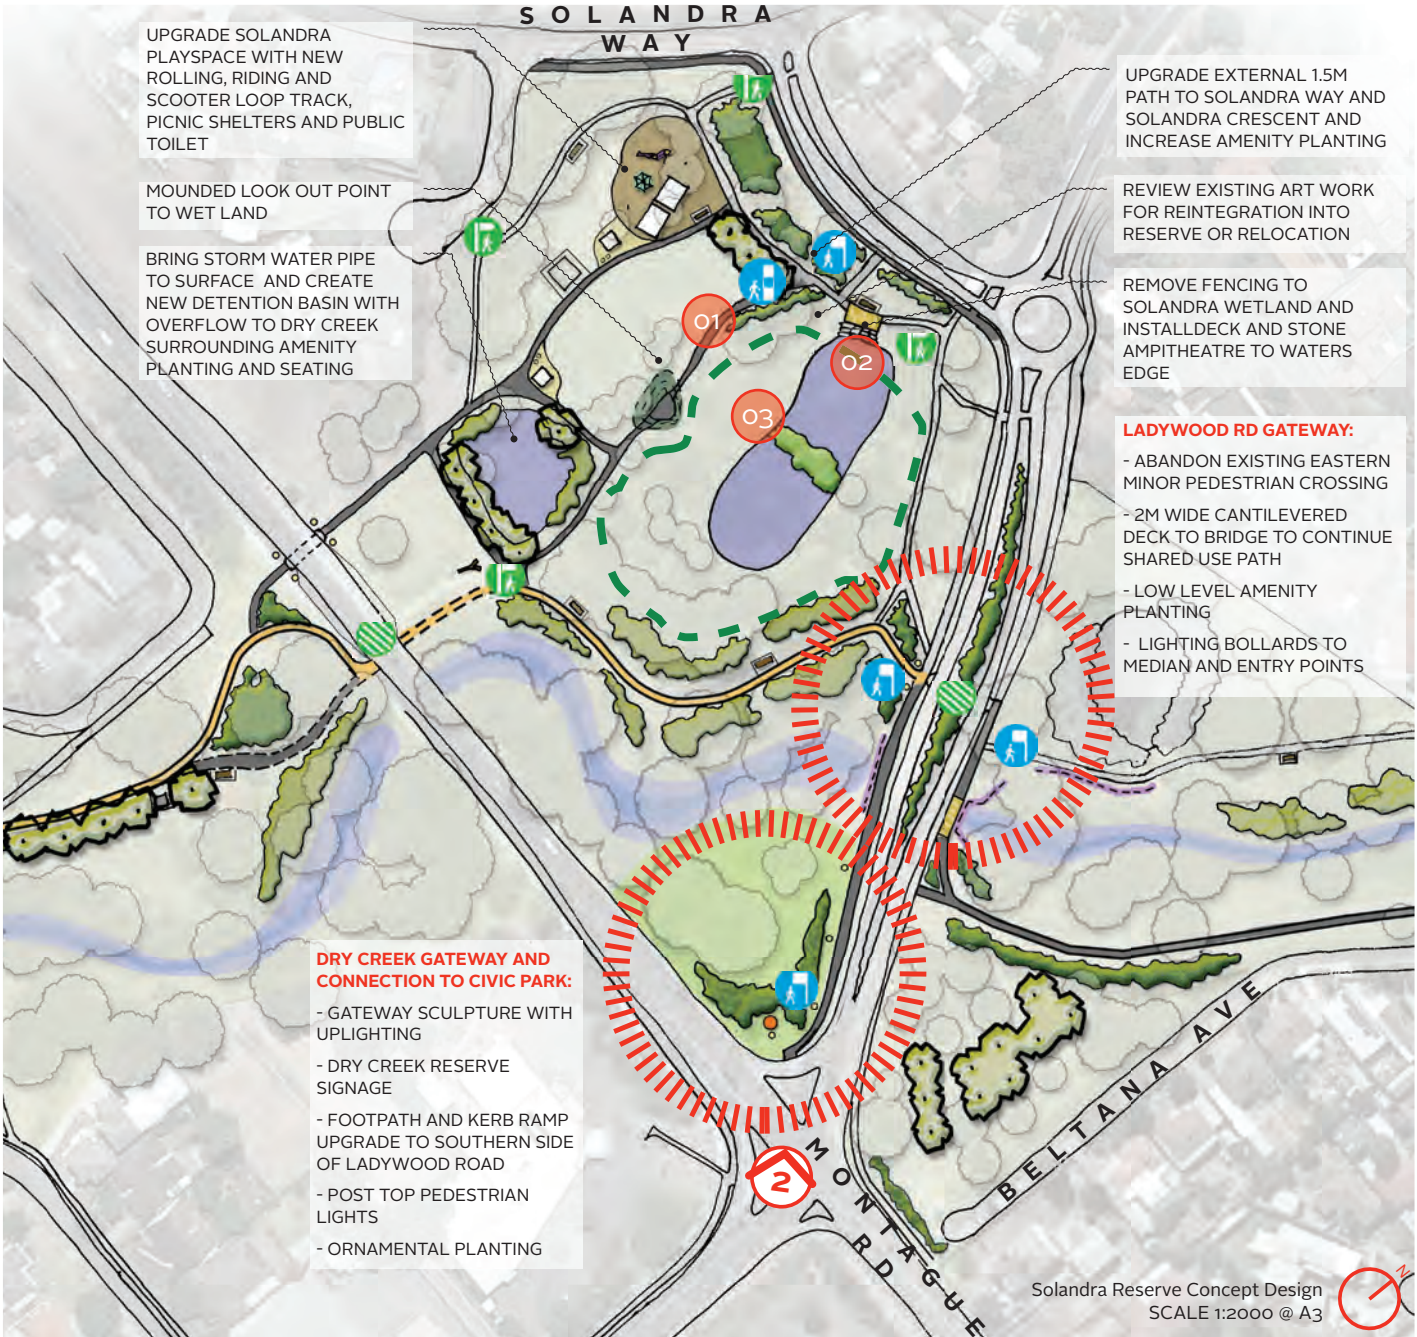 SOLANDRA
WAY
UPGRADE SOLANDRA
PLAYSPACE WITH NEW
ROLLING, RIDING AND
SCOOTER LOOP TRACK,
PICNIC SHELTERS AND PUBLIC
TOILET
MOUNDED LOOK OUT POINT
TO WET LAND
BRING STORM WATER PIPE
TO SURFACE AND CREATE
NEW DETENTION BASIN WITH
OVERFLOW TO DRY CREEK
SURROUNDING AMENITY
PLANTING AND SEATING
UPGRADE EXTERNAL 1.5M
PATH TO SOLANDRA WAY AND
SOLANDRA CRESCENT AND
INCREASE AMENITY PLANTING
REVIEW EXISTING ART WORK
FOR REINTEGRATION INTO
RESERVE OR RELOCATION
REMOVE FENCING TO
SOLANDRA WETLAND AND
INSTALLDECK AND STONE
AMPITHEATRE TO WATERS
EDGE
01
02
03
LADYWOOD RD GATEWAY:
- ABANDON EXISTING EASTERN
MINOR PEDESTRIAN CROSSING
- 2M WIDE CANTILEVERED
DECK TO BRIDGE TO CONTINUE
SHARED USE PATH
- LOW LEVEL AMENITY
PLANTING
- LIGHTING BOLLARDS TO
MEDIAN AND ENTRY POINTS
DRY CREEK GATEWAY AND
CONNECTION TO CIVIC PARK:
- GATEWAY SCULPTURE WITH
UPLIGHTING
- DRY CREEK RESERVE
SIGNAGE
- FOOTPATH AND KERB RAMP
UPGRADE TO SOUTHERN SIDE
OF LADYWOOD ROAD
- POST TOP PEDESTRIAN
LIGHTS
- ORNAMENTAL PLANTING
2
MONTAGUE
RD
BELTANA AVE
Solandra Reserve Concept Design
SCALE 1:2000 @ A3
N